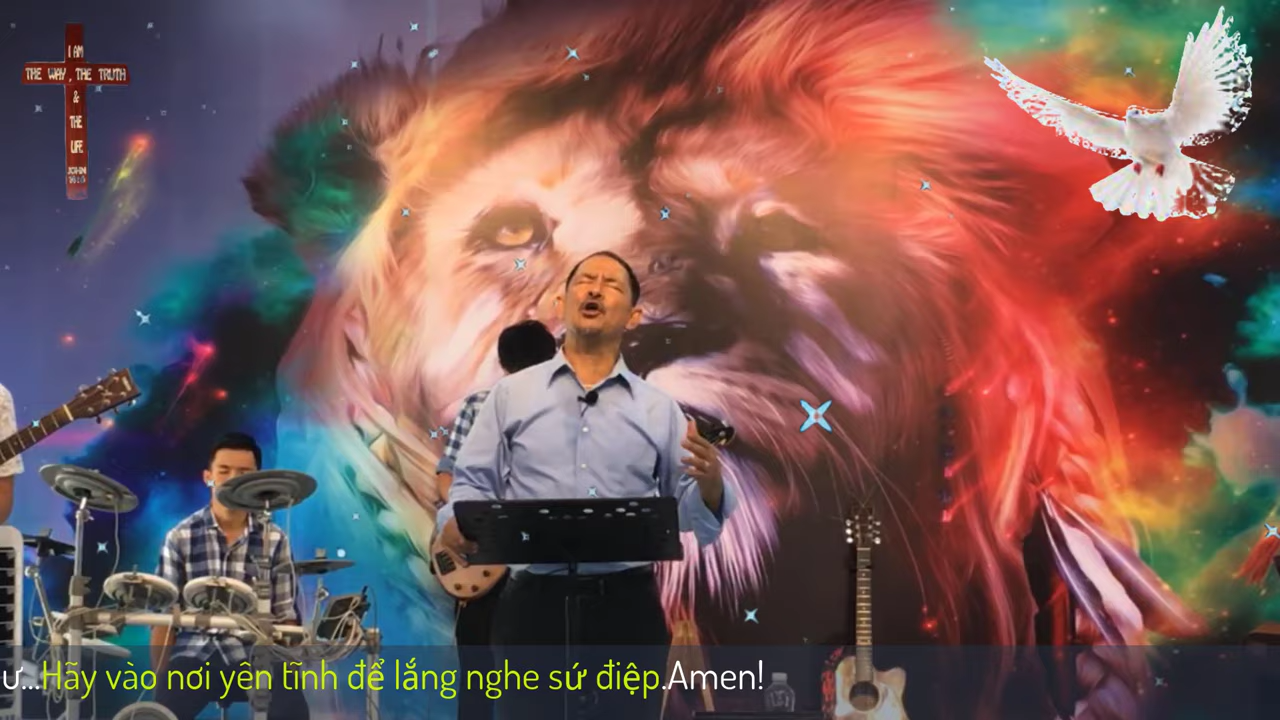 I AM
THE WAY, THE TRUTH
&
THE
LIFE
ư...Hãy vào nơi yên tĩnh để lắng nghe sứ điệp.Amen!